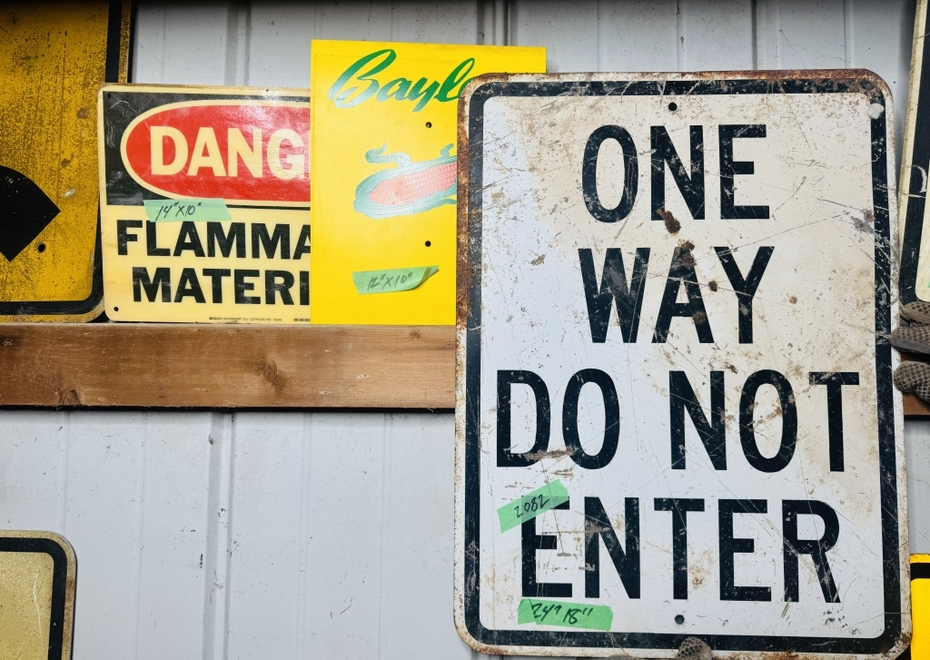 DANG
14"X10"
FLAMMA
MATERI
Bayl
12"X10"
ONE
WAY
DO NOT
ENTER
2082
24" 18"